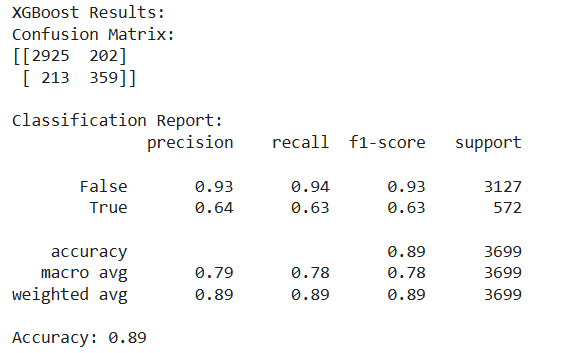 XGBoost Results:
Confusion Matrix:
[[2925  202]
 [ 213  359]]
Classification Report:
              precision    recall  f1-score   support
       False       0.93      0.94      0.93      3127
        True       0.64      0.63      0.63       572
    accuracy                           0.89      3699
   macro avg       0.79      0.78      0.78      3699
weighted avg       0.89      0.89      0.89      3699
Accuracy: 0.89